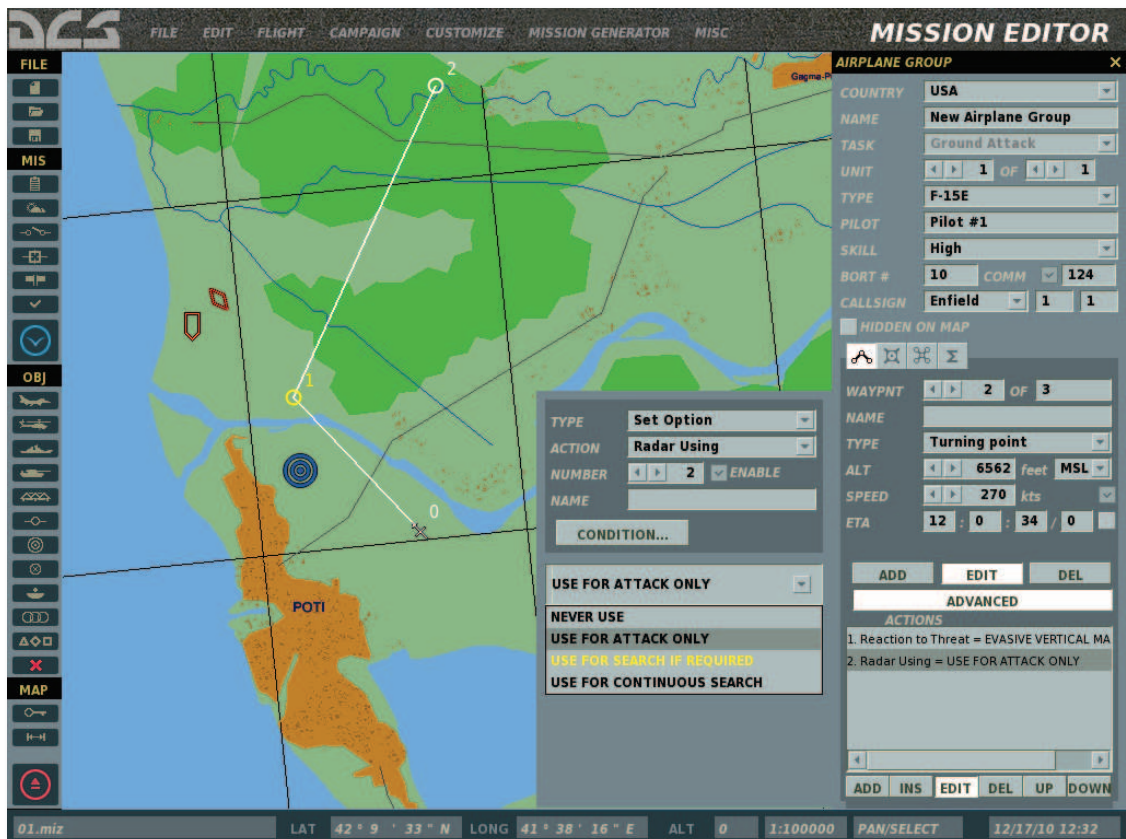 DCS FILE EDIT FLIGHT CAMPAIGN CUSTOMIZE MISSION GENERATOR MISC MISSION EDITOR
FILE
MIS
OBJ
MAP
2
Gagma-P
1
0
POTI
TYPE Set Option
ACTION Radar Using
NUMBER 2 ENABLE
NAME
CONDITION...
USE FOR ATTACK ONLY
NEVER USE
USE FOR ATTACK ONLY
USE FOR SEARCH IF REQUIRED
USE FOR CONTINUOUS SEARCH
AIRPLANE GROUP X
COUNTRY USA
NAME New Airplane Group
TASK Ground Attack
UNIT 1 OF 1
TYPE F-15E
PILOT Pilot #1
SKILL High
BORT # 10 COMM 124
CALLSIGN Enfield 1 1
HIDDEN ON MAP
Σ
WAYPNT 2 OF 3
NAME
TYPE Turning point
ALT 6562 feet MSL
SPEED 270 kts
ETA 12 : 0 : 34 / 0
ADD EDIT DEL
ADVANCED
ACTIONS
1. Reaction to Threat = EVASIVE VERTICAL MA
2. Radar Using = USE FOR ATTACK ONLY
ADD INS EDIT DEL UP DOWN
01.miz LAT 42 ° 9 ' 33 " N LONG 41 ° 38 ' 16 " E ALT 0 1:100000 PAN/SELECT 12/17/10 12:32